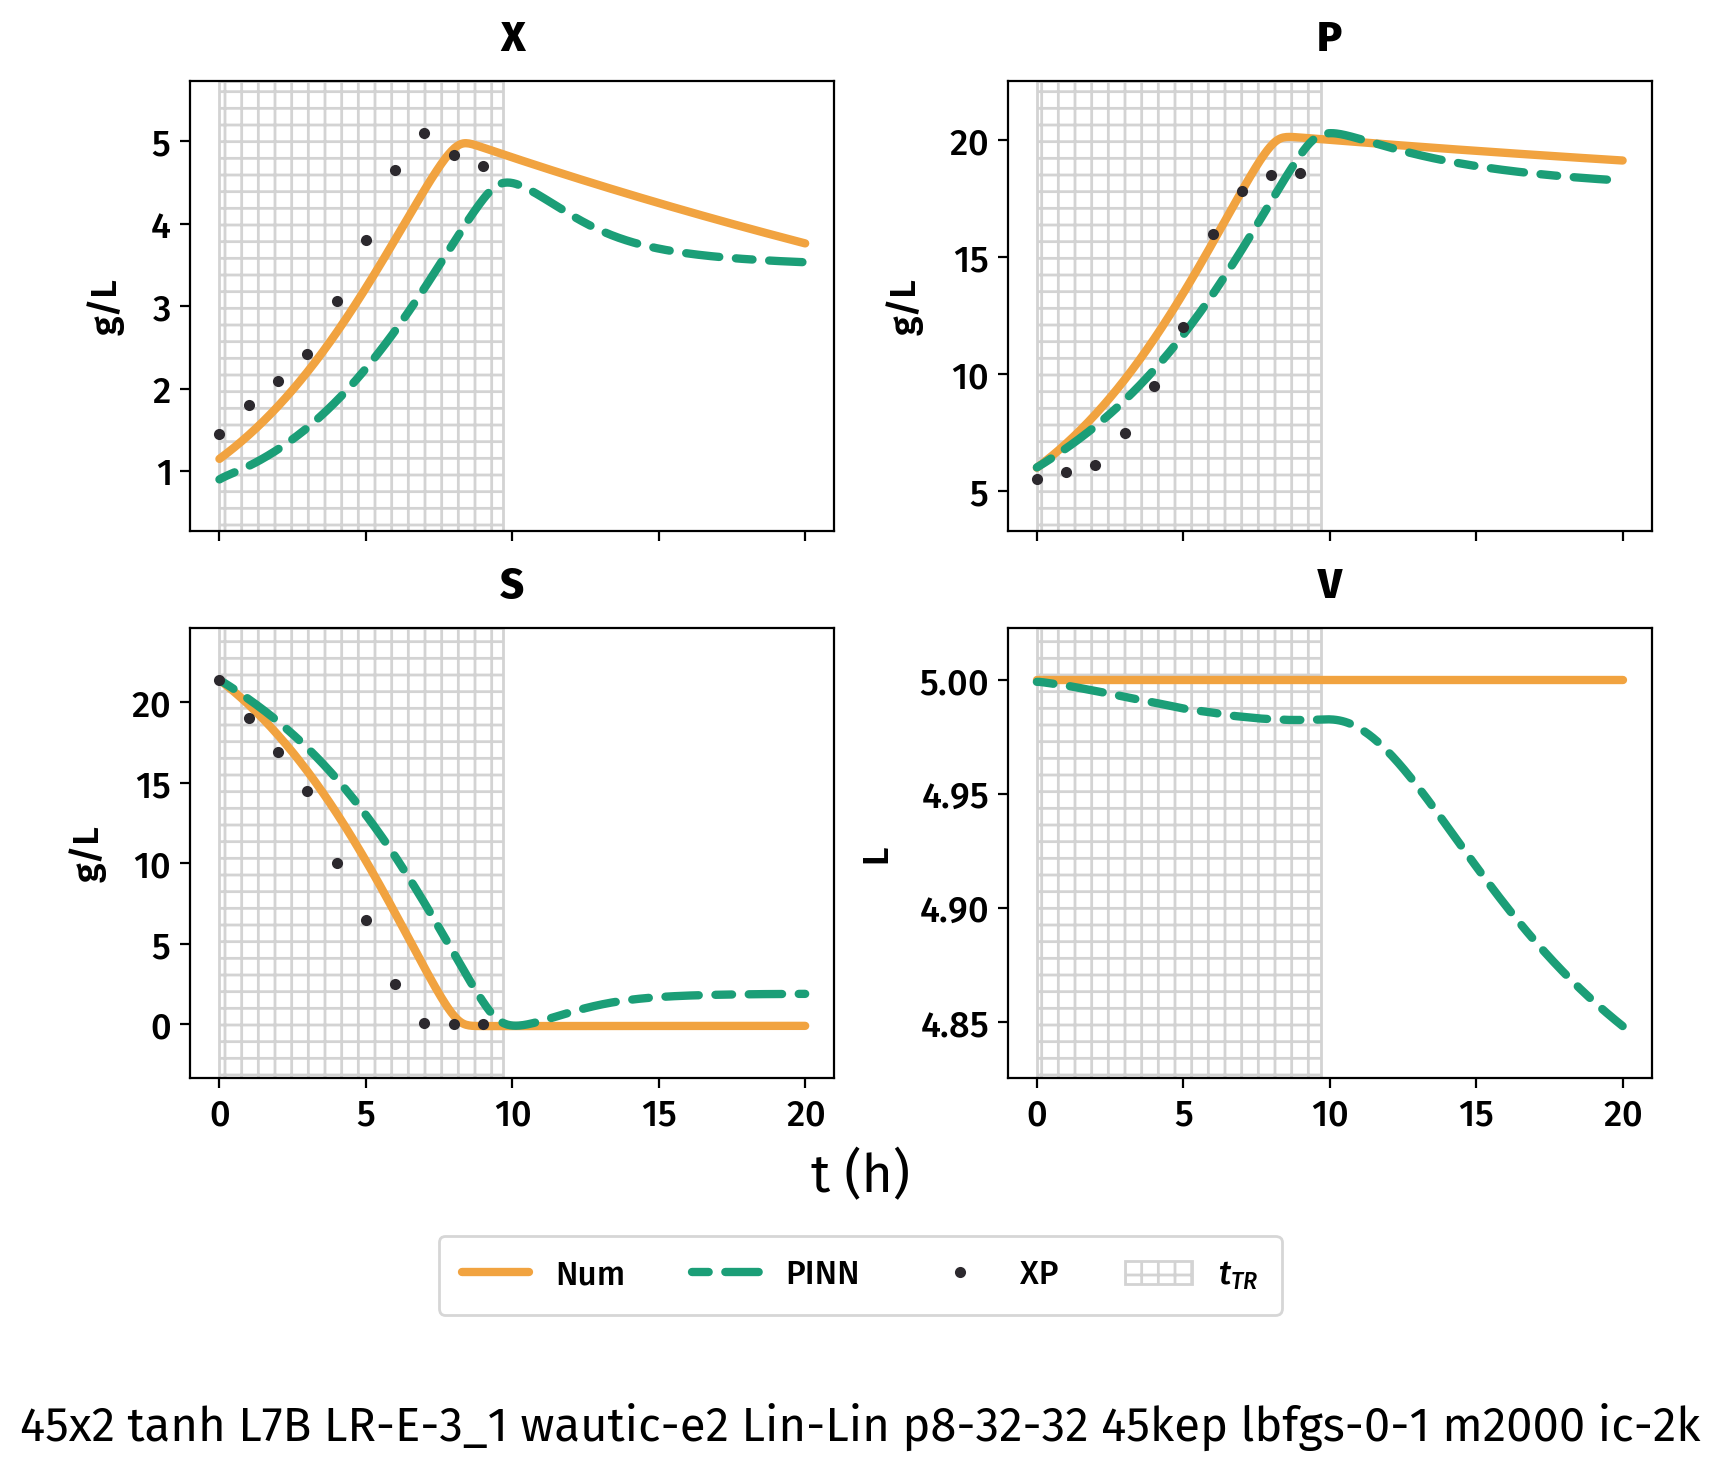 X
P
5
4
3
2
1
g/L
20
15
10
5
g/L
S
V
20
15
10
5
0
g/L
5.00
4.95
4.90
4.85
L
0 5 10 15 20
0 5 10 15 20
t (h)
Num PINN XP tTR
45x2 tanh L7B LR-E-3_1 wautic-e2 Lin-Lin p8-32-32 45kep lbfgs-0-1 m2000 ic-2k